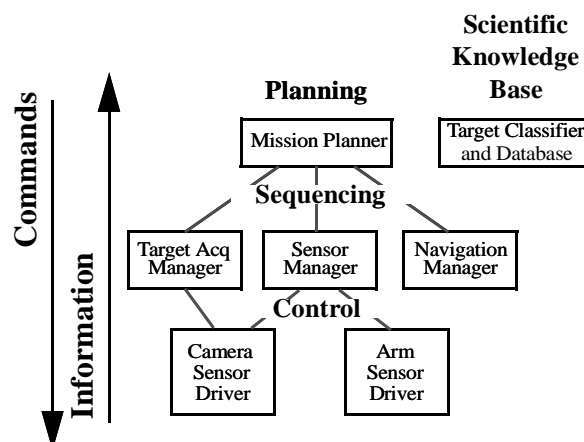 Scientific
Knowledge
Base
Planning
Mission Planner
Target Classifier
and Database
Sequencing
Target Acq
Manager
Sensor
Manager
Navigation
Manager
Control
Camera
Sensor
Driver
Arm
Sensor
Driver
Commands
Information